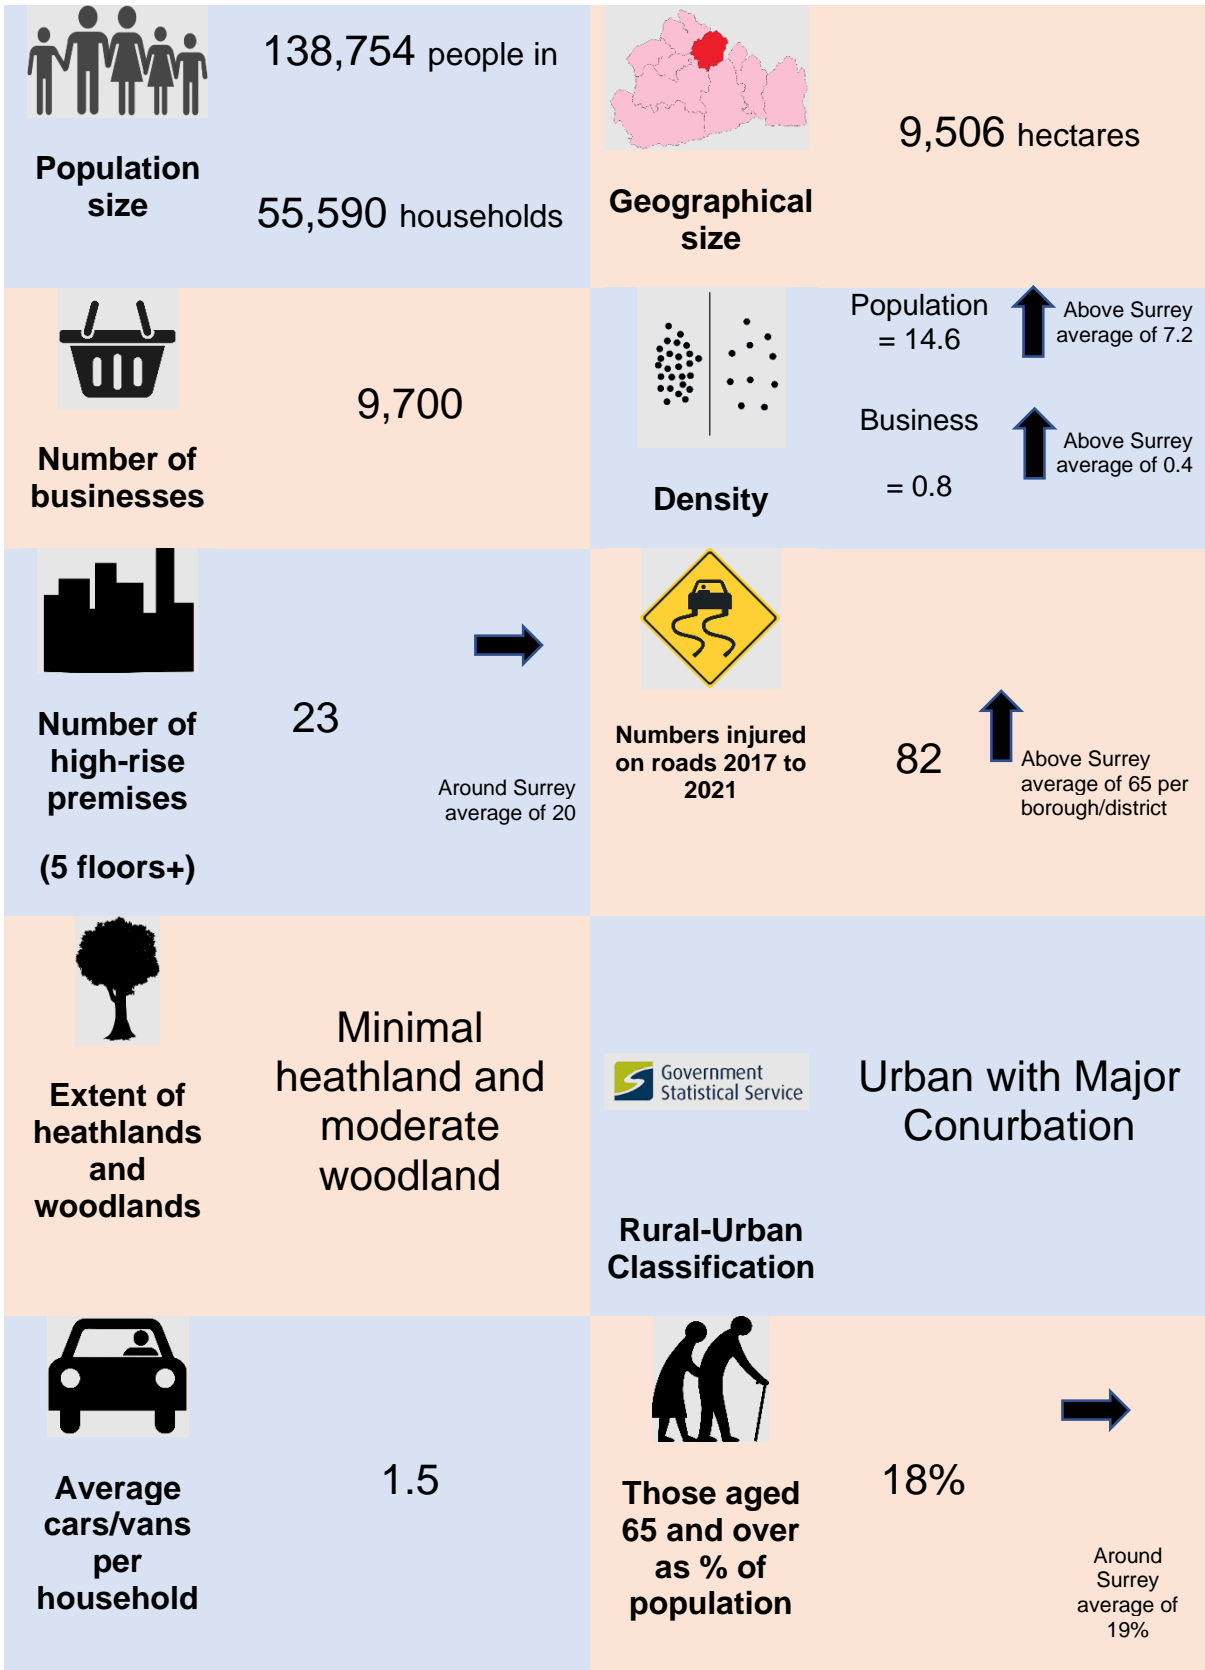 138,754 people in
55,590 households
Population
size
9,506 hectares
Geographical
size
9,700
Number of
businesses
Population
= 14.6
Above Surrey
average of 7.2
Business
= 0.8
Above Surrey
average of 0.4
Density
23
Number of
high-rise
premises
(5 floors+)
Around Surrey
average of 20
Numbers injured
on roads 2017 to
2021
82
Above Surrey
average of 65 per
borough/district
Minimal
heathland and
moderate
woodland
Extent of
heathlands
and
woodlands
Government
Statistical Service
Urban with Major
Conurbation
Rural-Urban
Classification
1.5
Average
cars/vans
per
household
18%
Those aged
65 and over
as % of
population
Around
Surrey
average of
19%